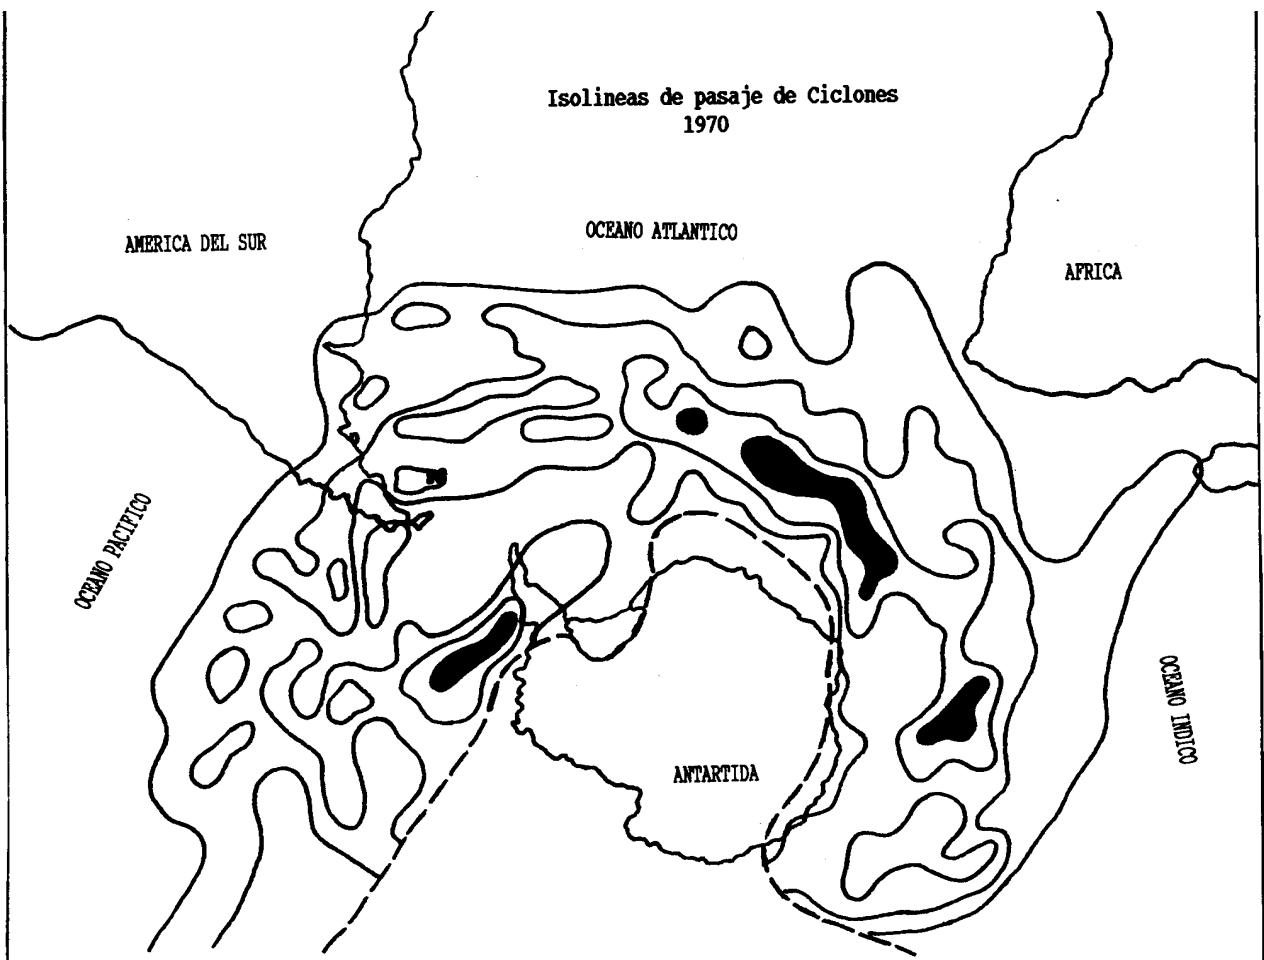 Isolineas de pasaje de Ciclones
1970
OCEANO ATLANTICO
AMERICA DEL SUR
AFRICA
OCEANO PACIFICO
OCEANO INDICO
ANTARTIDA